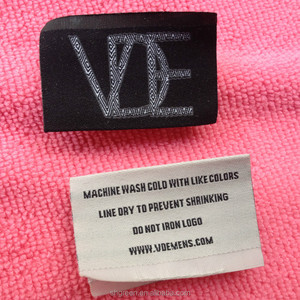 VDE
MACHINE WASH COLD WITH LIKE COLORS
LINE DRY TO PREVENT SHRINKING
DO NOT IRON LOGO
WWW.VDEMENS.COM